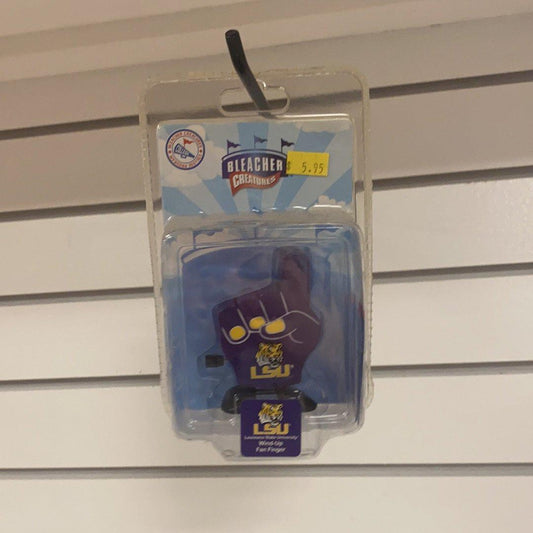 BLEACHER
CREATURES
$ 5.95
LSU
LSU
Louisiana State University
Wind-Up
Fan Finger